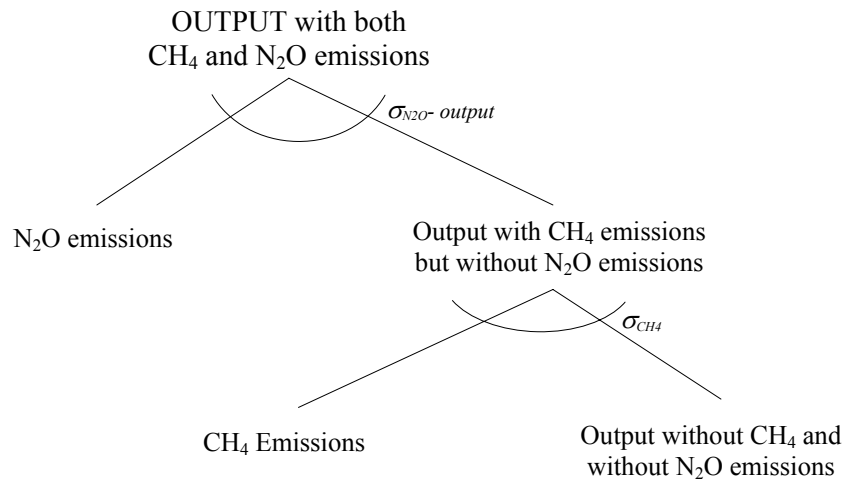 OUTPUT with both
CH₄ and N₂O emissions
σN2O- output
N₂O emissions
Output with CH₄ emissions
but without N₂O emissions
σCH4
CH₄ Emissions
Output without CH₄ and
without N₂O emissions